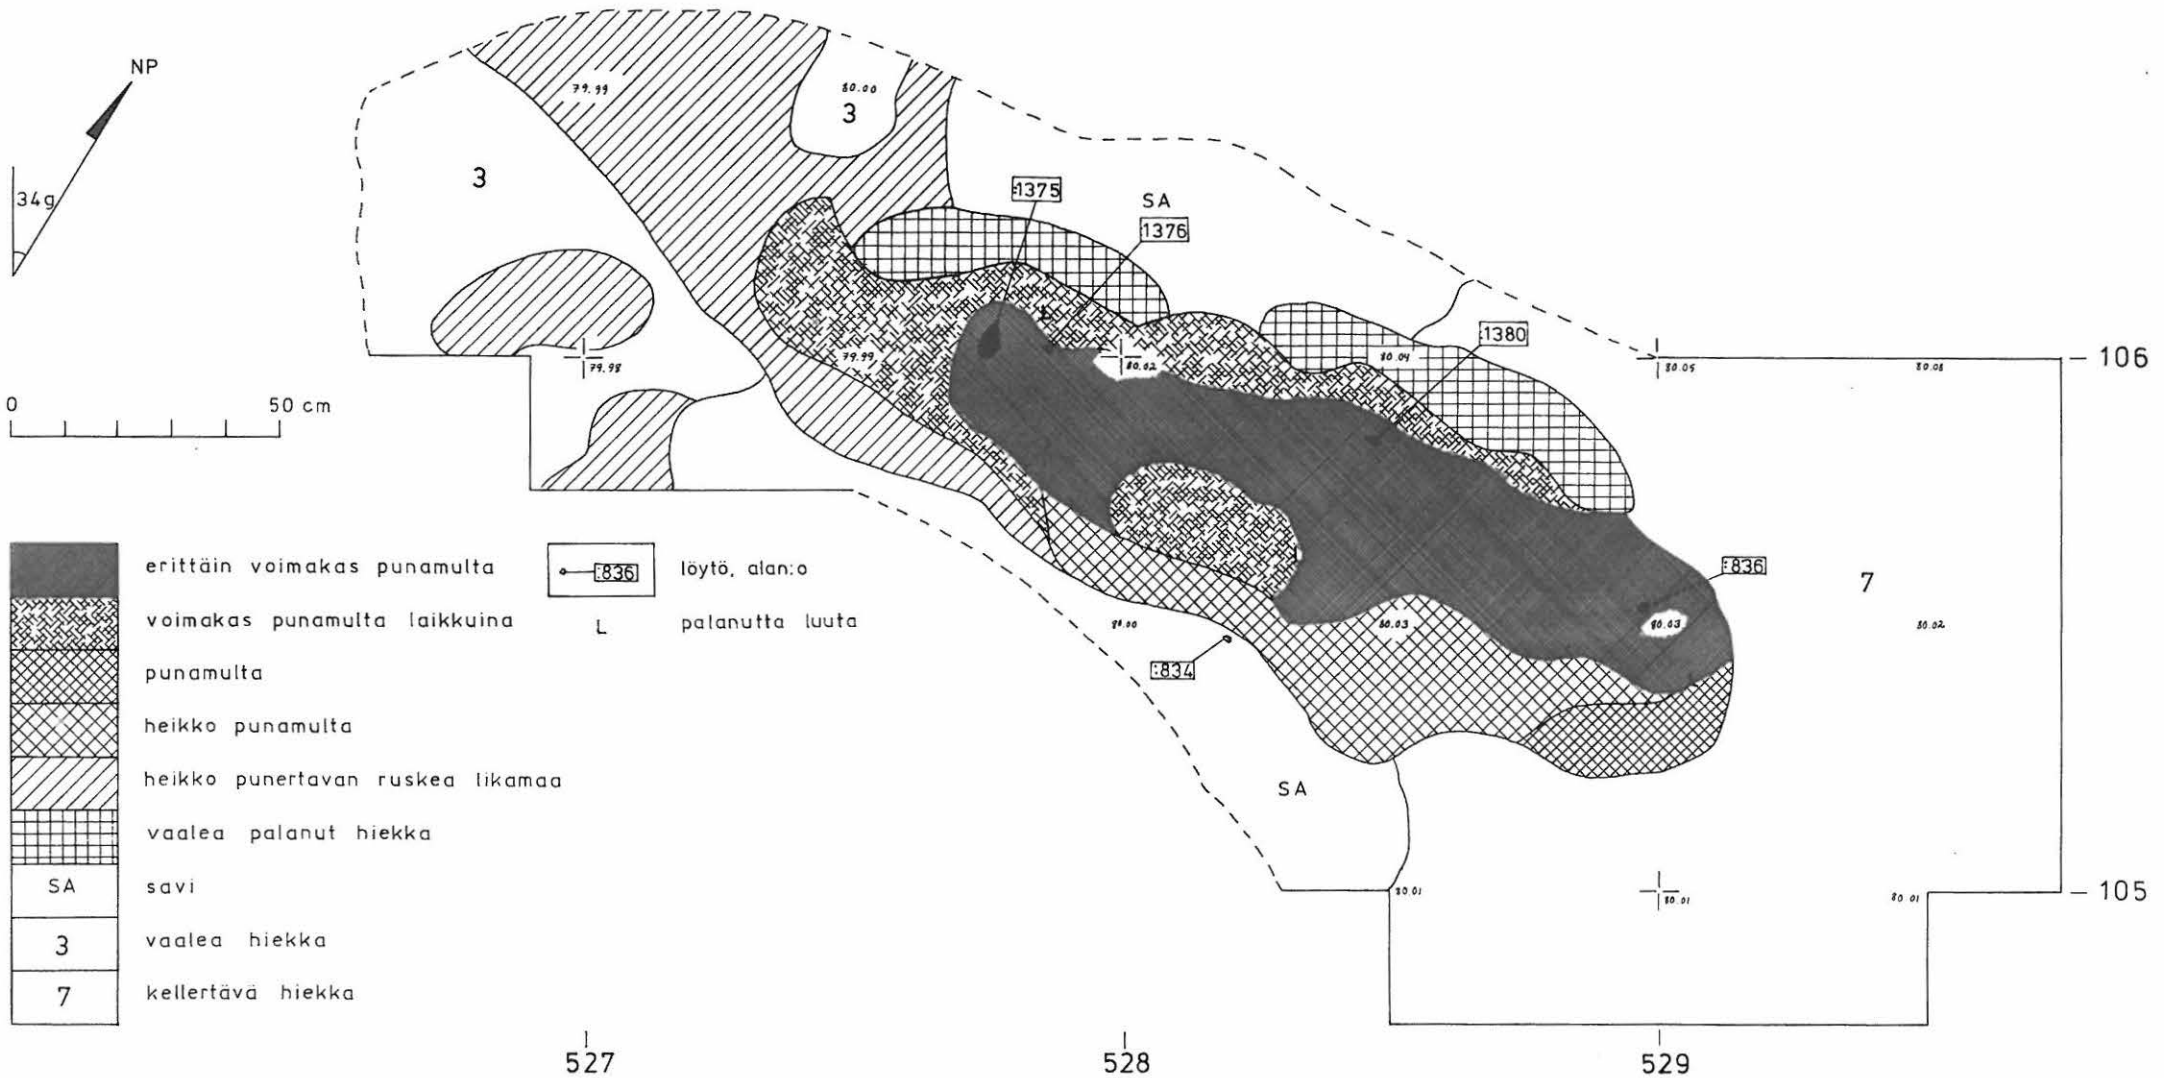 NP
34g
0 50 cm
79.99
80.00
3
3
:1375
SA
:1376
:1380
79.98
79.99
80.02
80.04
80.05
106
:836
7
80.00
80.03
80.03
80.02
:834
SA
80.01
80.01
80.01
105
527
528
529
erittäin voimakas punamulta
voimakas punamulta laikkuina
punamulta
heikko punamulta
heikko punertavan ruskea likamaa
vaalea palanut hiekka
SA savi
3 vaalea hiekka
7 kellertävä hiekka
:836 löytö, alan:o
L palanutta luuta